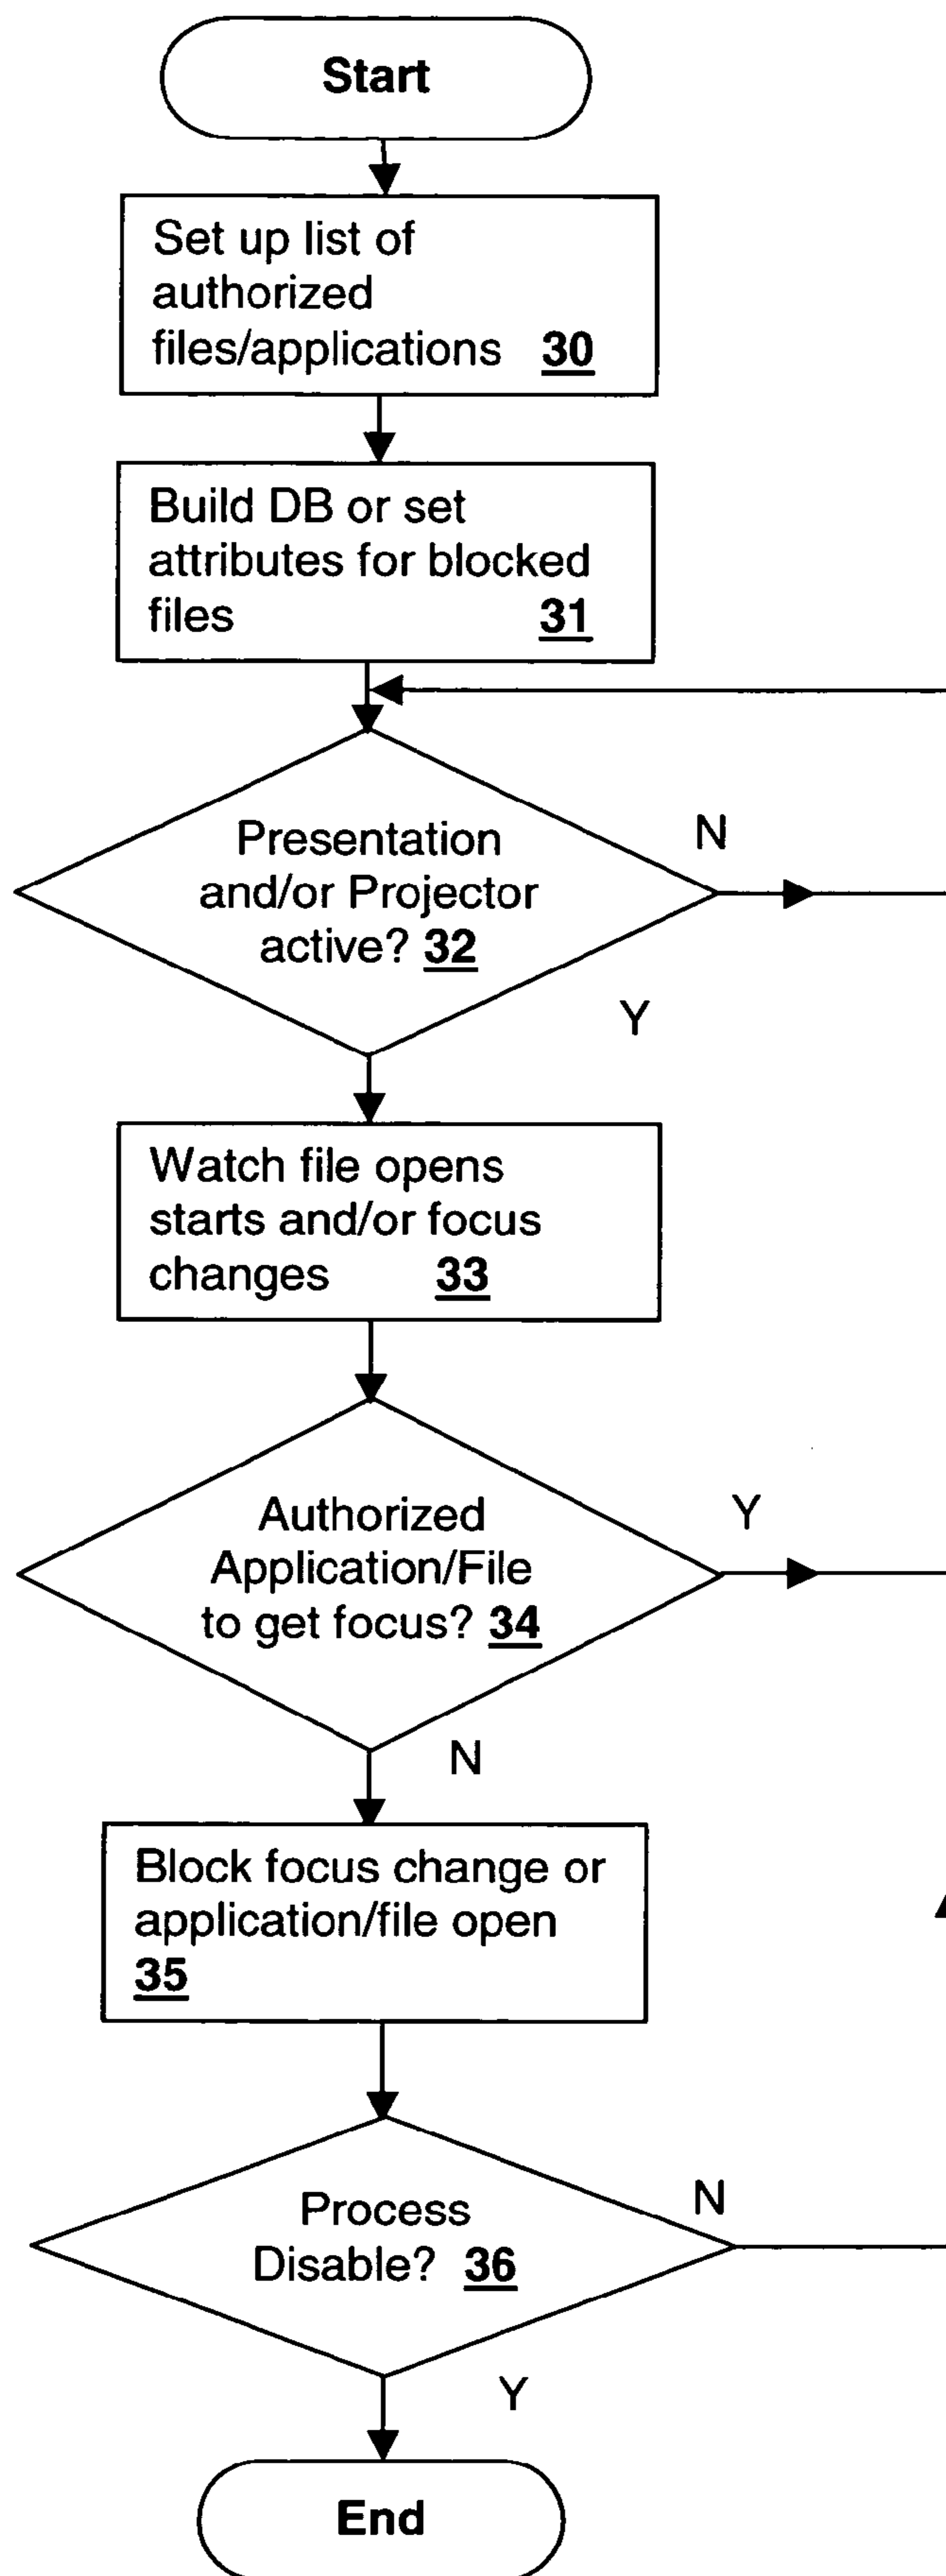 Start
Set up list of
authorized
files/applications 30
Build DB or set
attributes for blocked
files 31
Presentation
and/or Projector
active? 32
N
Y
Watch file opens
starts and/or focus
changes 33
Authorized
Application/File
to get focus? 34
Y
N
Block focus change or
application/file open
35
Process
Disable? 36
N
Y
End